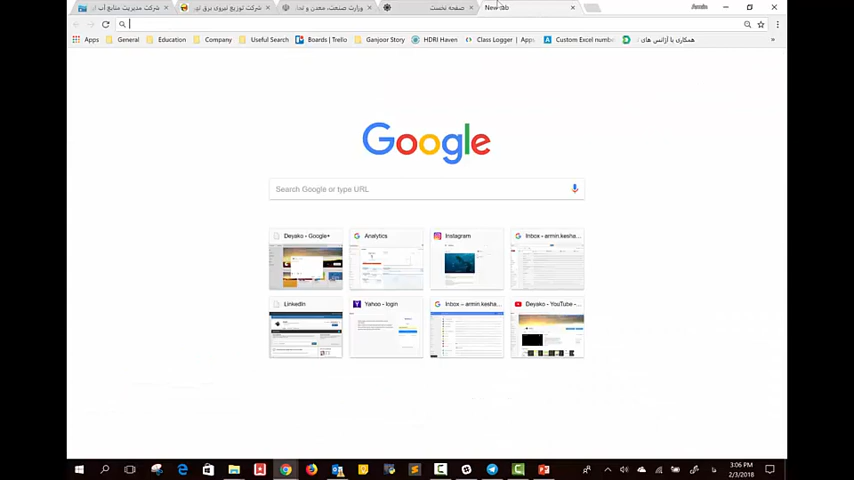 شرکت مدیریت منابع آب
شرکت توزیع نیروی برق
وزارت صنعت، معدن و تجا
صفحه نخست
New Tab
Armin
Apps
General
Education
Company
Useful Search
Boards | Trello
Ganjoor Story
HDRI Haven
Class Logger | Apps
Custom Excel numb
همکاری با آژانس های
»
Google
Search Google or type URL
Deyako - Google+
Analytics
Instagram
Inbox - armin.kesha...
LinkedIn
Yahoo - login
Inbox – armin.kesha...
Deyako - YouTube -...
3:06 PM
2/3/2018